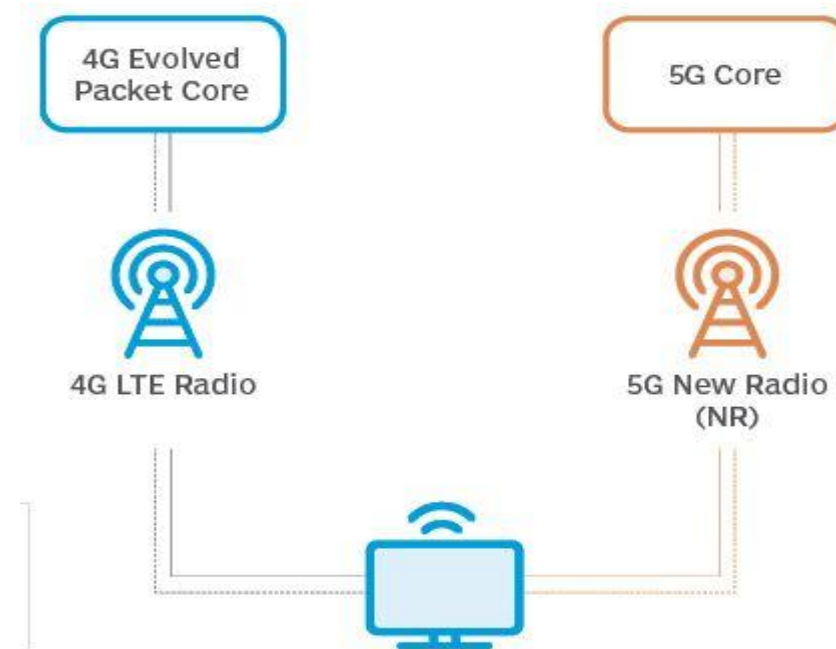 4G Evolved
Packet Core
5G Core
4G LTE Radio
5G New Radio
(NR)